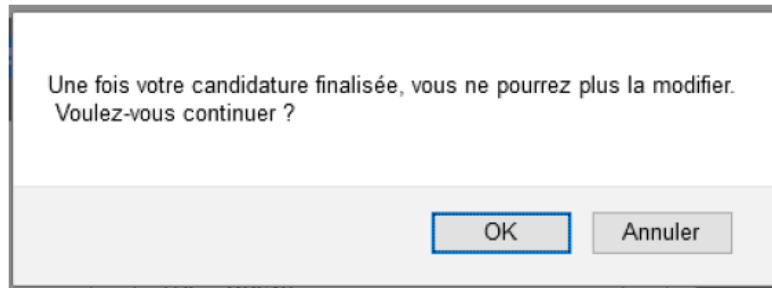 Une fois votre candidature finalisée, vous ne pourrez plus la modifier.
Voulez-vous continuer ?
OK
Annuler